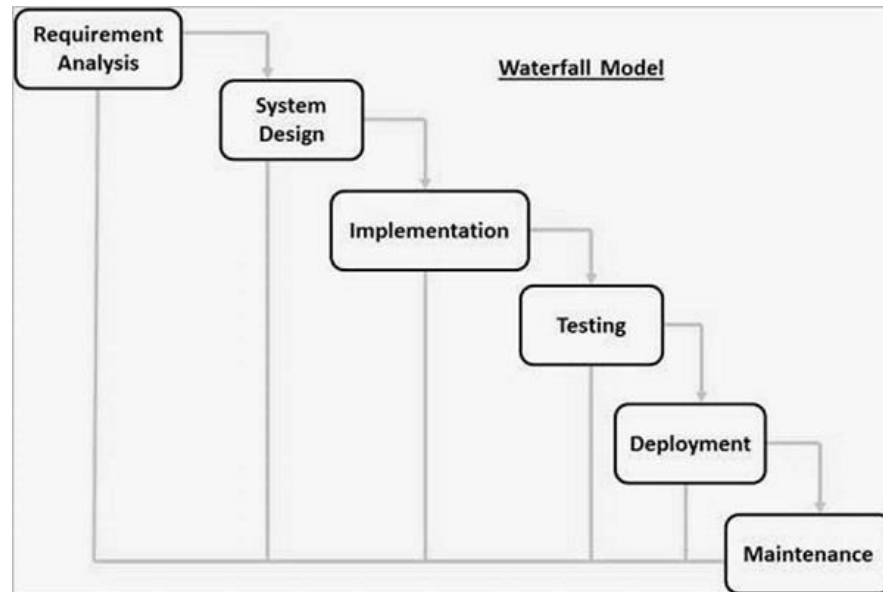 Requirement
Analysis
Waterfall Model
System
Design
Implementation
Testing
Deployment
Maintenance